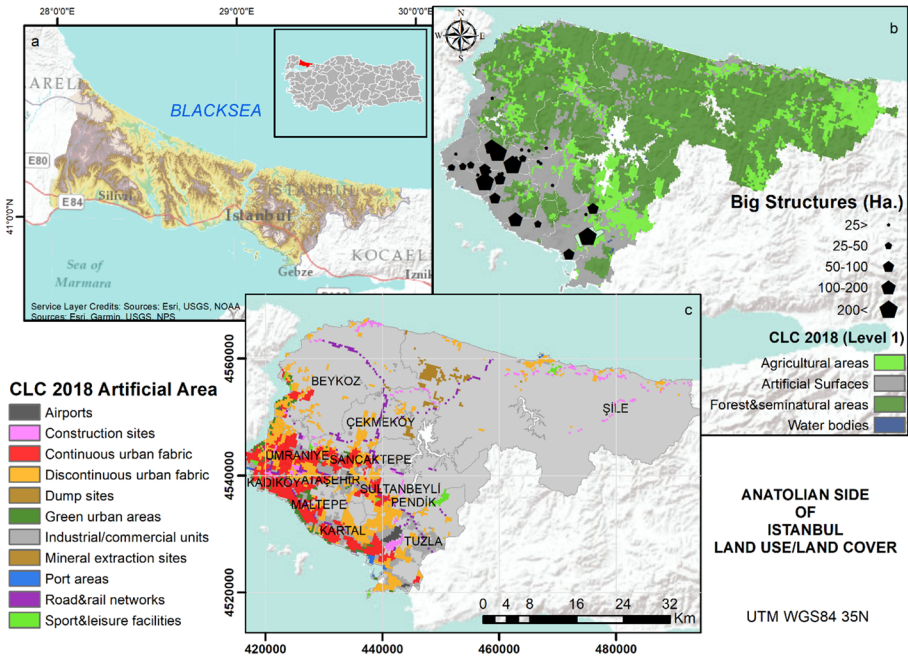 28°0'0"E
29°0'0"E
30°0'0"E
a
ARELI
BLACKSEA
E80
E84
Silivri
ISTANBUL
Istanbul
41°0'0"N
KOCAELI
Sea of
Marmara
Gebze
Iznik
Service Layer Credits: Sources: Esri, USGS, NOAA
Sources: Esri, Garmin, USGS, NPS
b
N
W
E
S
Big Structures (Ha.)
25>
25-50
50-100
100-200
200<
CLC 2018 (Level 1)
Agricultural areas
Artificial Surfaces
Forest&seminatural areas
Water bodies
c
4560000
4540000
4520000
BEYKOZ
ÇEKMEKÖY
ŞİLE
ÜMRANİYE
SANCAKTEPE
KADIKÖY
ATAŞEHİR
SULTANBEYLİ
MALTEPE
PENDİK
KARTAL
TUZLA
0 4 8 16 24 32
Km
420000
440000
460000
480000
CLC 2018 Artificial Area
Airports
Construction sites
Continuous urban fabric
Discontinuous urban fabric
Dump sites
Green urban areas
Industrial/commercial units
Mineral extraction sites
Port areas
Road&rail networks
Sport&leisure facilities
ANATOLIAN SIDE
OF
ISTANBUL
LAND USE/LAND COVER
UTM WGS84 35N